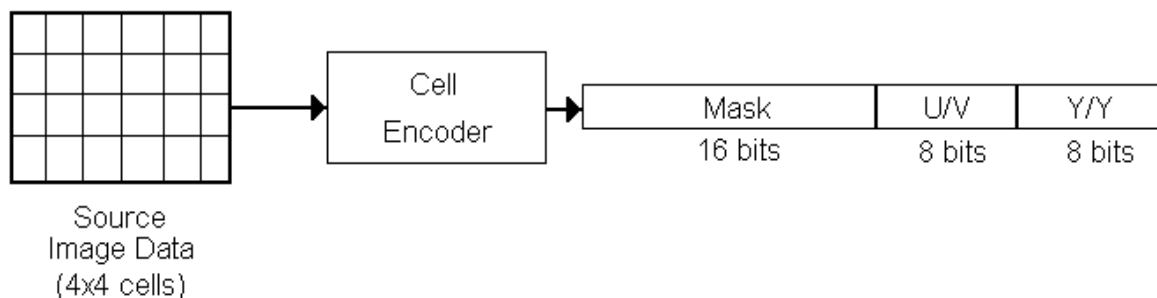 Source
Image Data
(4x4 cells)
Cell
Encoder
Mask
U/V
Y/Y
16 bits
8 bits
8 bits